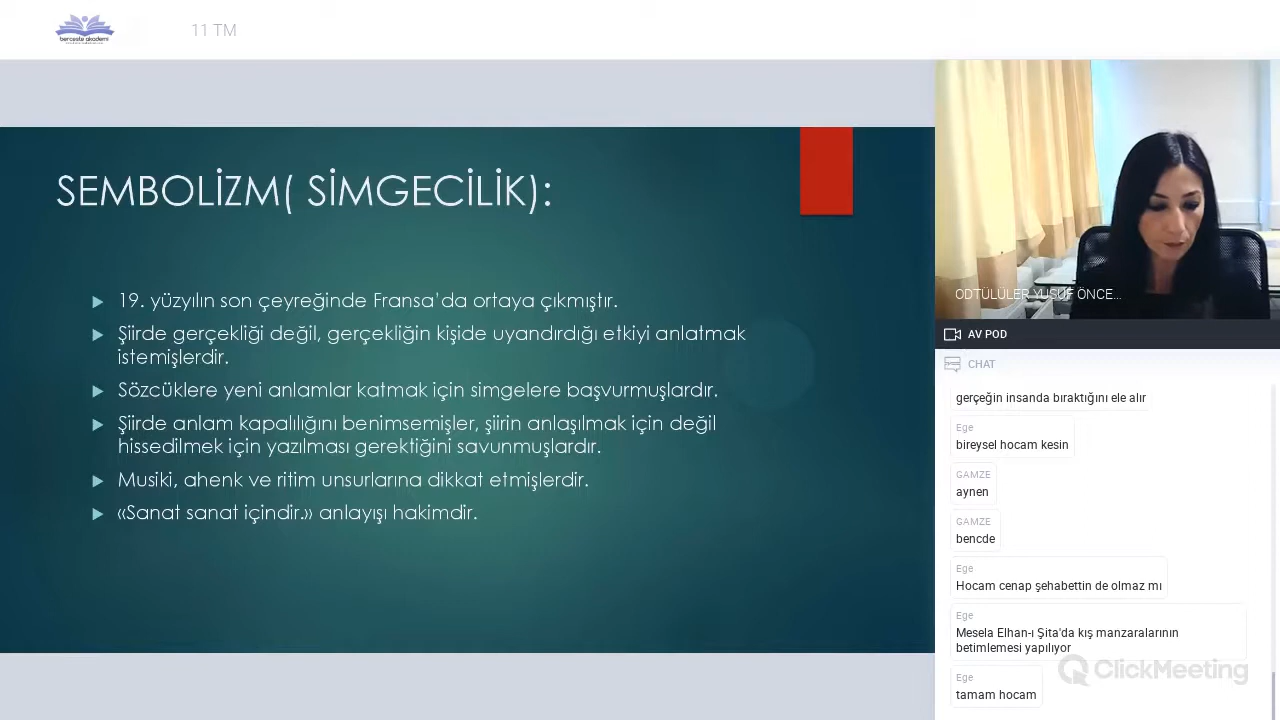 berceste akademi
11 TM
SEMBOLİZM( SİMGECİLİK):
19. yüzyılın son çeyreğinde Fransa'da ortaya çıkmıştır.
Şiirde gerçekliği değil, gerçekliğin kişide uyandırdığı etkiyi anlatmak
istemişlerdir.
Sözcüklere yeni anlamlar katmak için simgelere başvurmuşlardır.
Şiirde anlam kapalılığını benimsemişler, şiirin anlaşılmak için değil
hissedilmek için yazılması gerektiğini savunmuşlardır.
Musiki, ahenk ve ritim unsurlarına dikkat etmişlerdir.
«Sanat sanat içindir.» anlayışı hakimdir.
ODTÜLÜLER YUSUF ÖNCE...
AV POD
CHAT
gerçeğin insanda bıraktığını ele alır
Ege
bireysel hocam kesin
GAMZE
aynen
GAMZE
bencde
Ege
Hocam cenap şehabettin de olmaz mı
Ege
Mesela Elhan-ı Şita'da kış manzaralarının
betimlemesi yapılıyor
Ege
tamam hocam
ClickMeeting